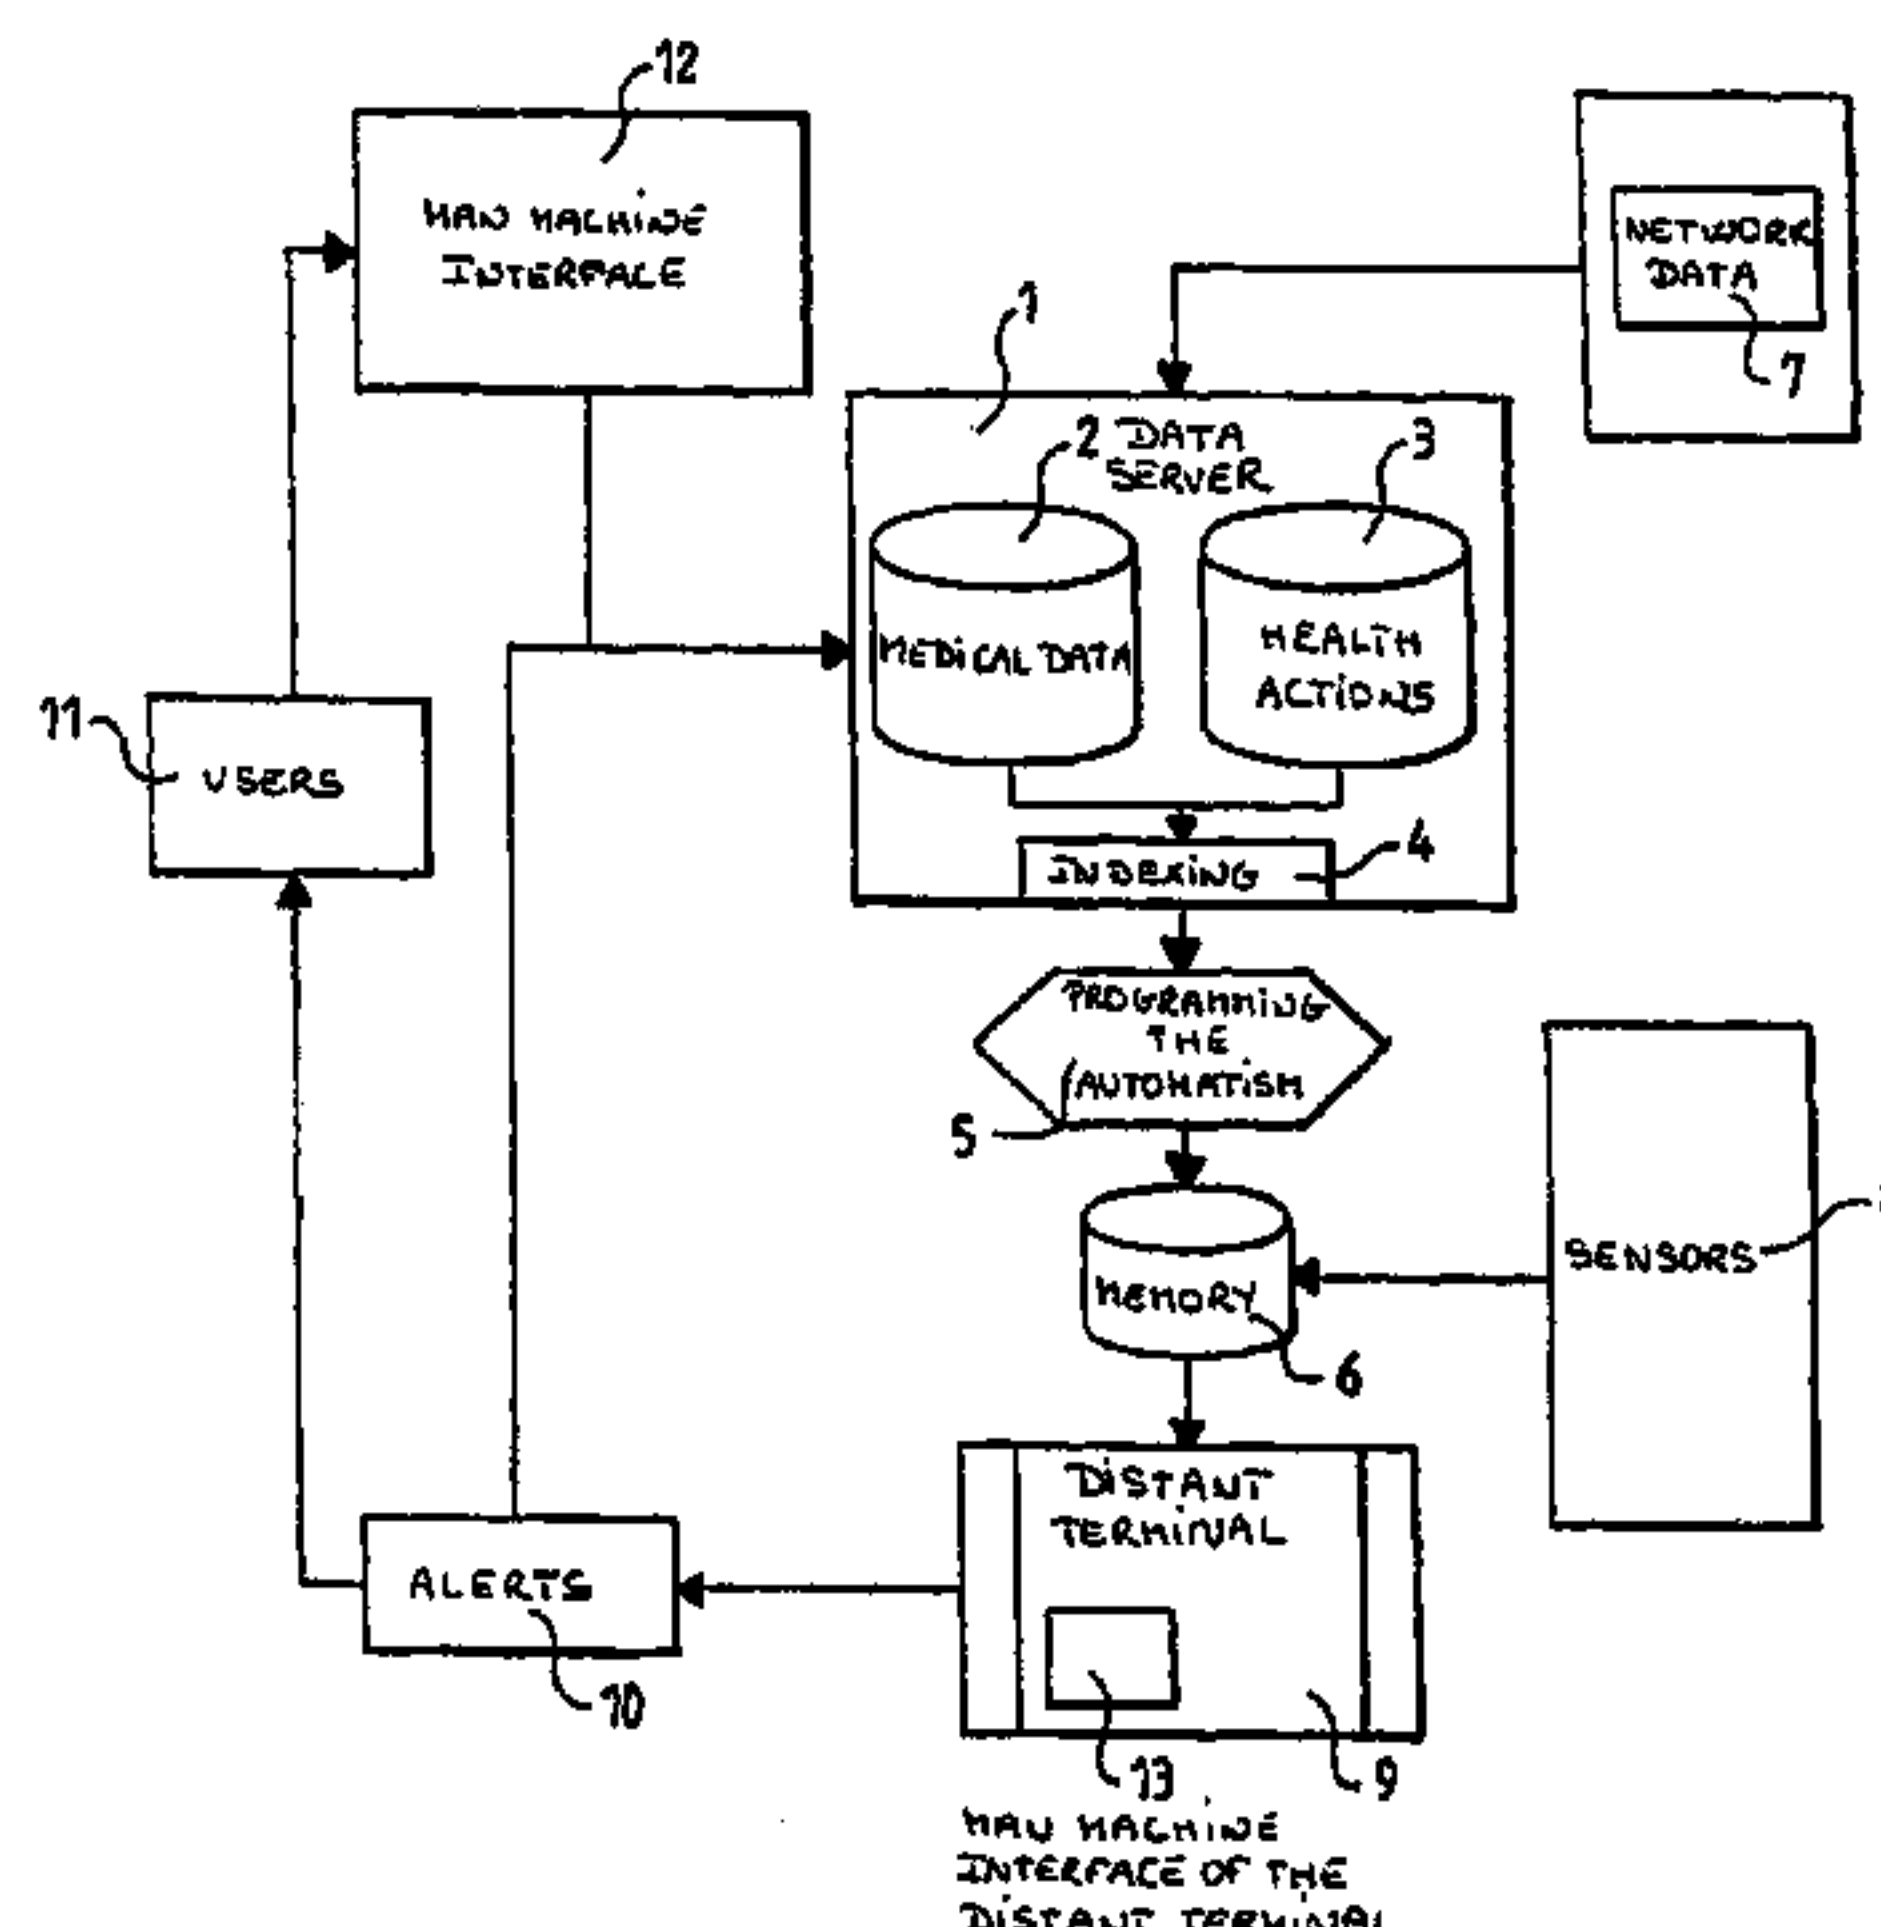 12
MAN MACHINE
INTERFACE
NETWORK
DATA
7
1
2
DATA
SERVER
3
MEDICAL DATA
HEALTH
ACTIONS
11
USERS
INDEXING
4
PROGRAMMING
THE
AUTOMATISM
5
SENSORS
MEMORY
6
DISTANT
TERMINAL
ALERTS
10
13
9
MAN MACHINE
INTERFACE OF THE
DISTANT TERMINAL